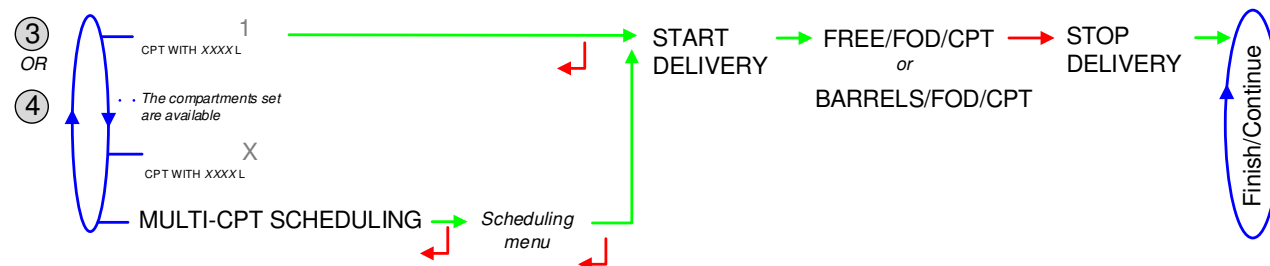 3
OR
4
1
CPT WITH XXXX L
The compartments set
are available
X
CPT WITH XXXX L
MULTI-CPT SCHEDULING
Scheduling
menu
START
DELIVERY
FREE/FOD/CPT
or
BARRELS/FOD/CPT
STOP
DELIVERY
Finish/Continue